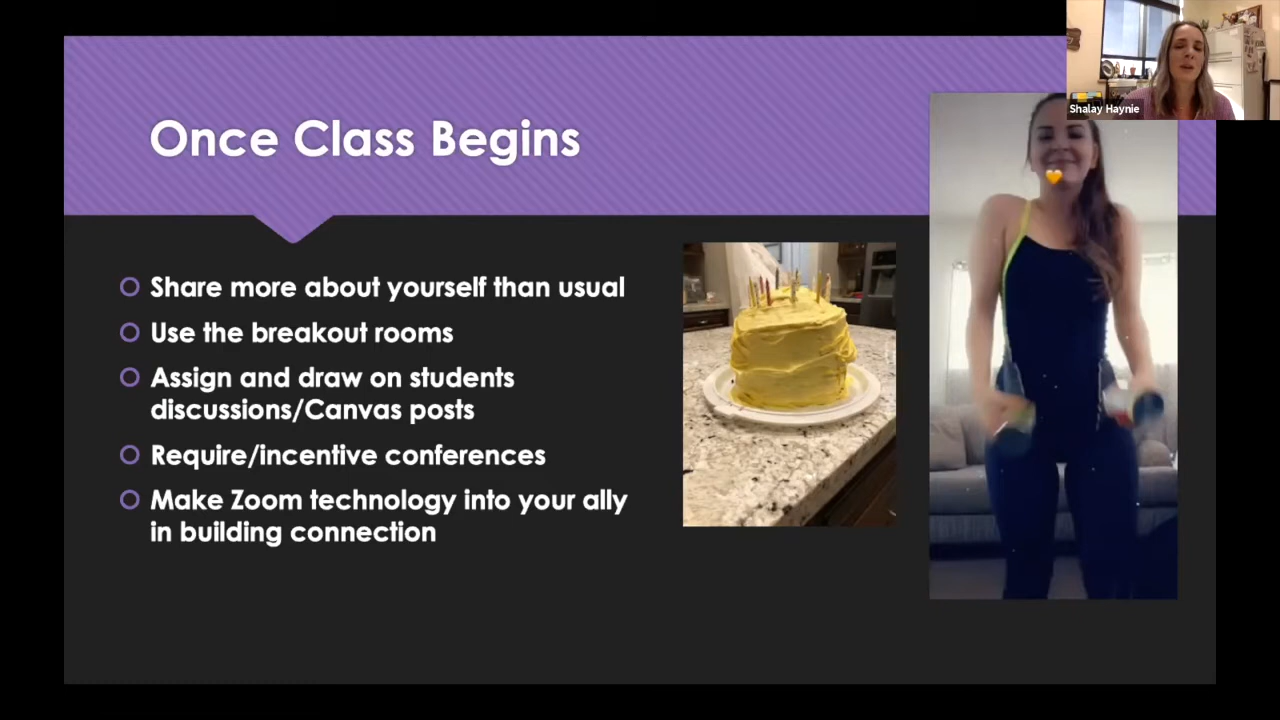 Shalay Haynie
Once Class Begins
Share more about yourself than usual
Use the breakout rooms
Assign and draw on students
discussions/Canvas posts
Require/incentive conferences
Make Zoom technology into your ally
in building connection